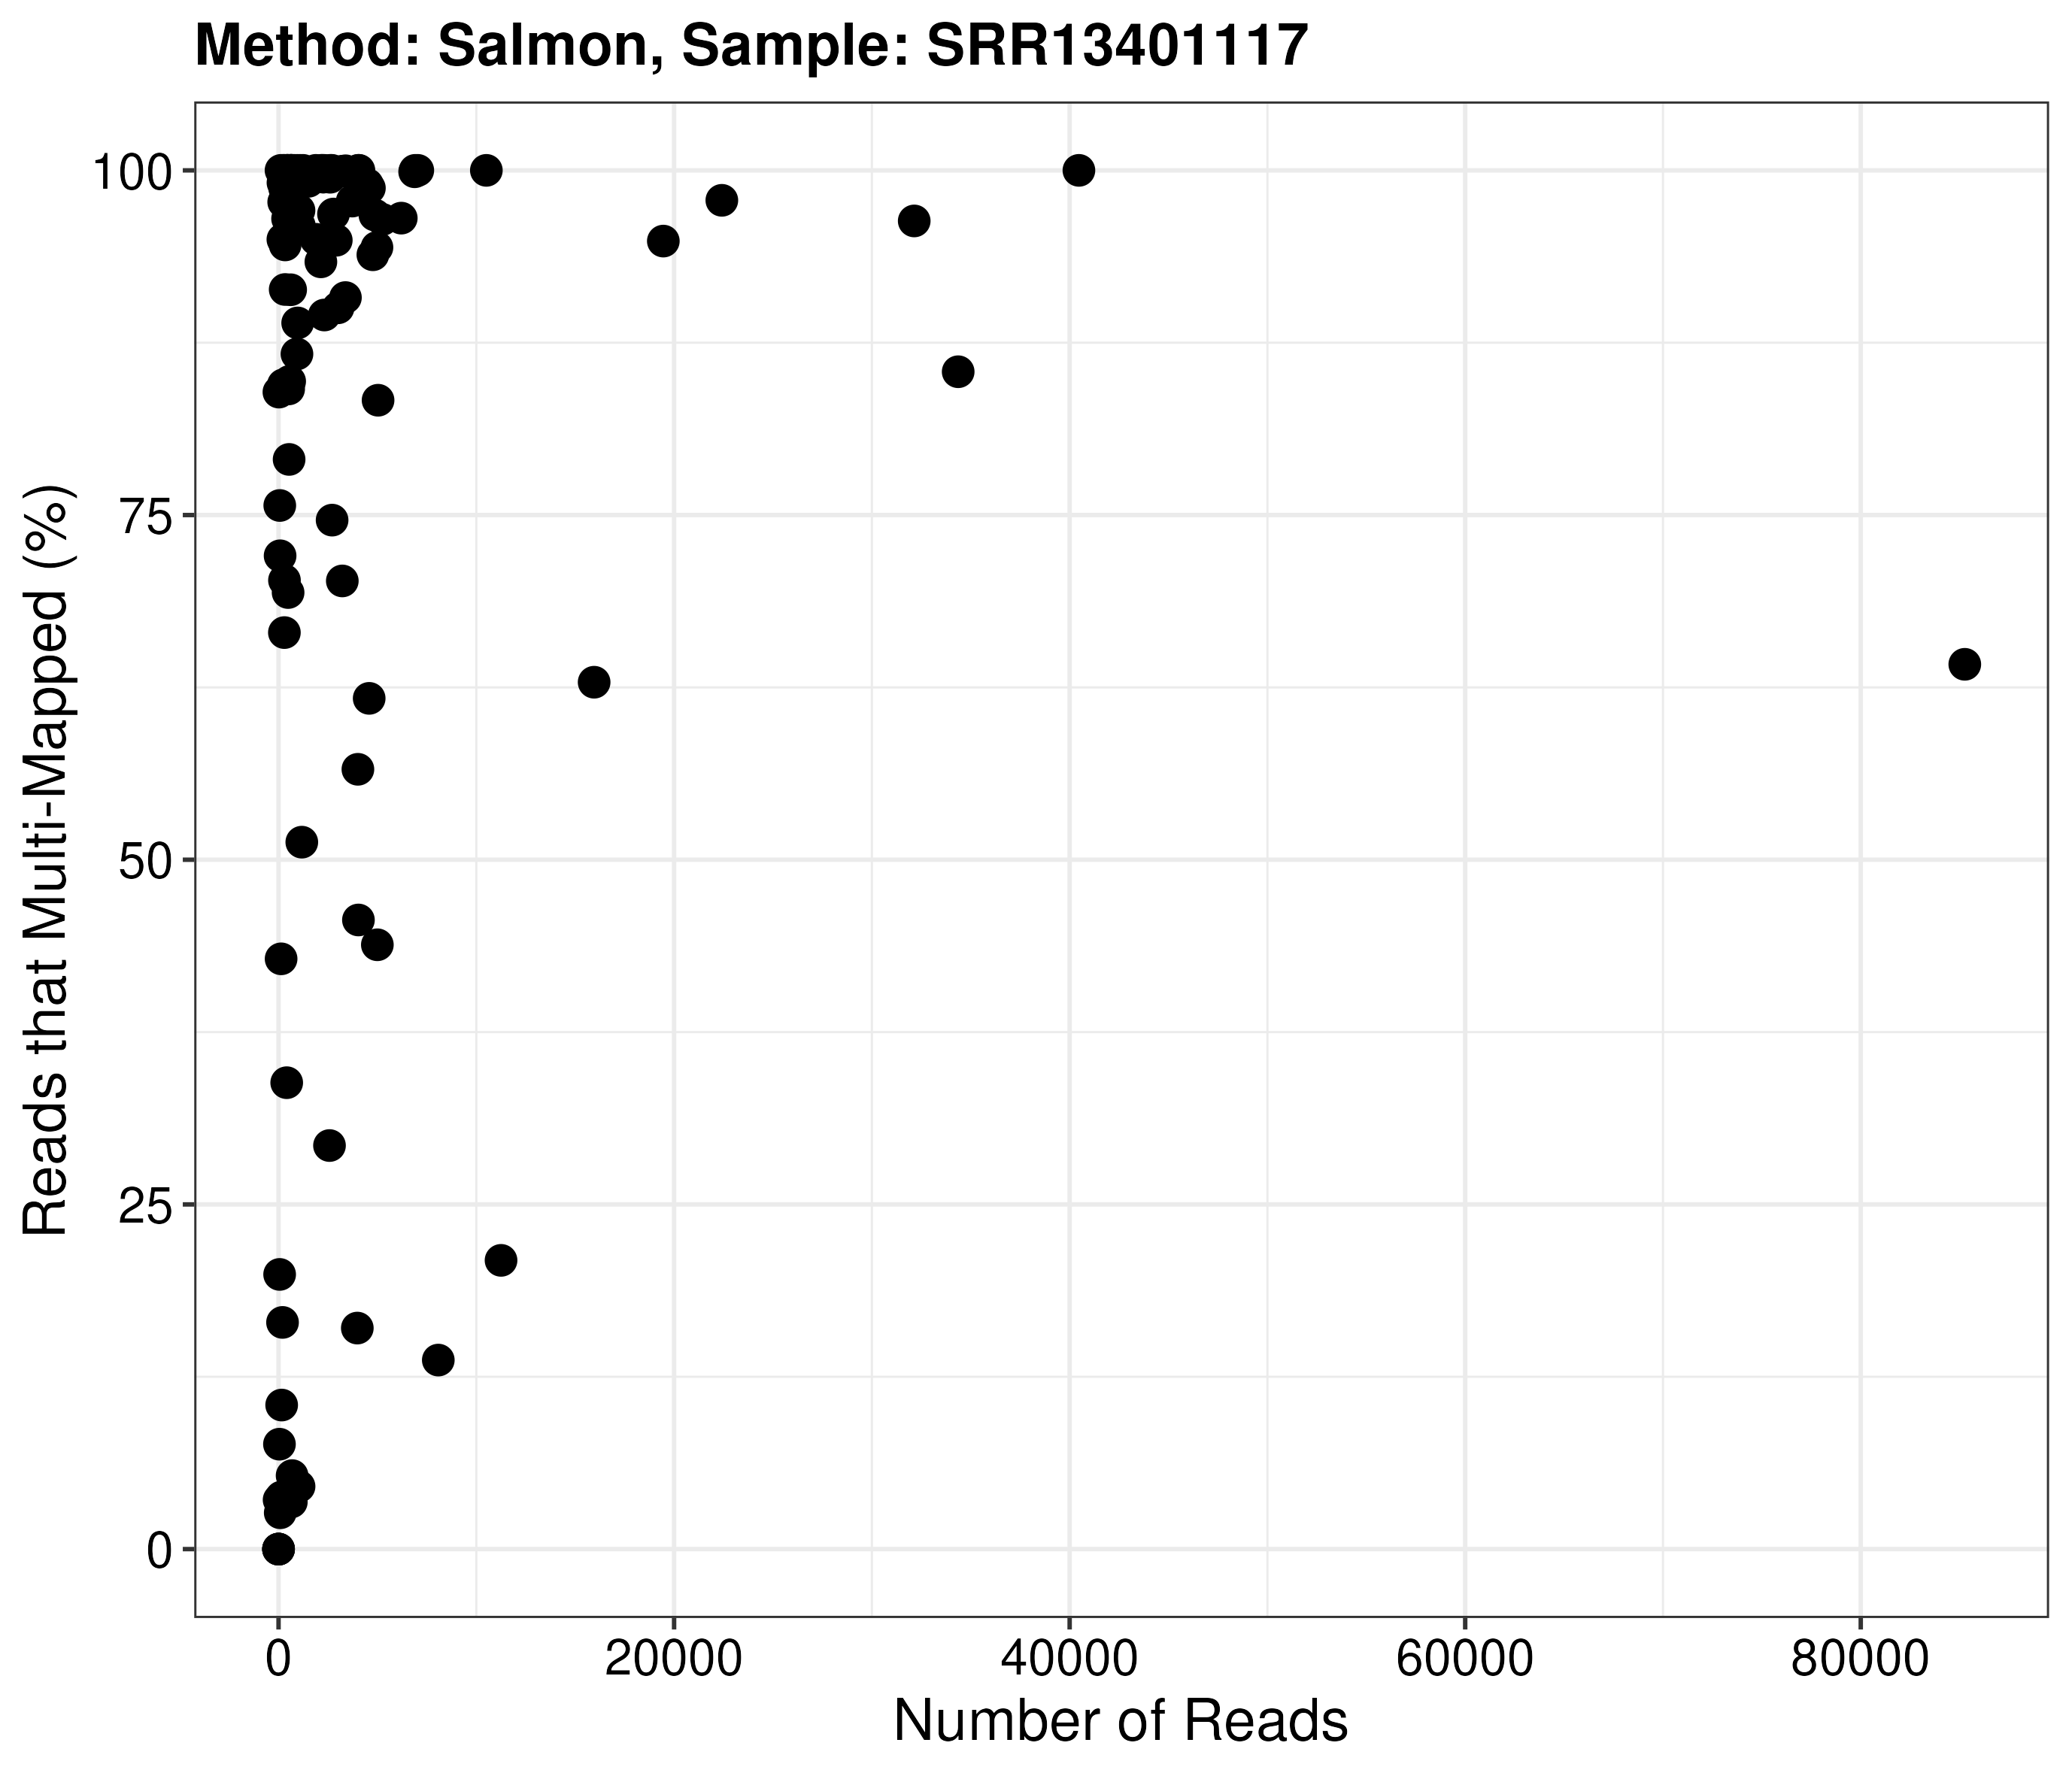 Method: Salmon, Sample: SRR13401117
Reads that Multi-Mapped (%)
100
75
50
25
0
0 20000 40000 60000 80000
Number of Reads